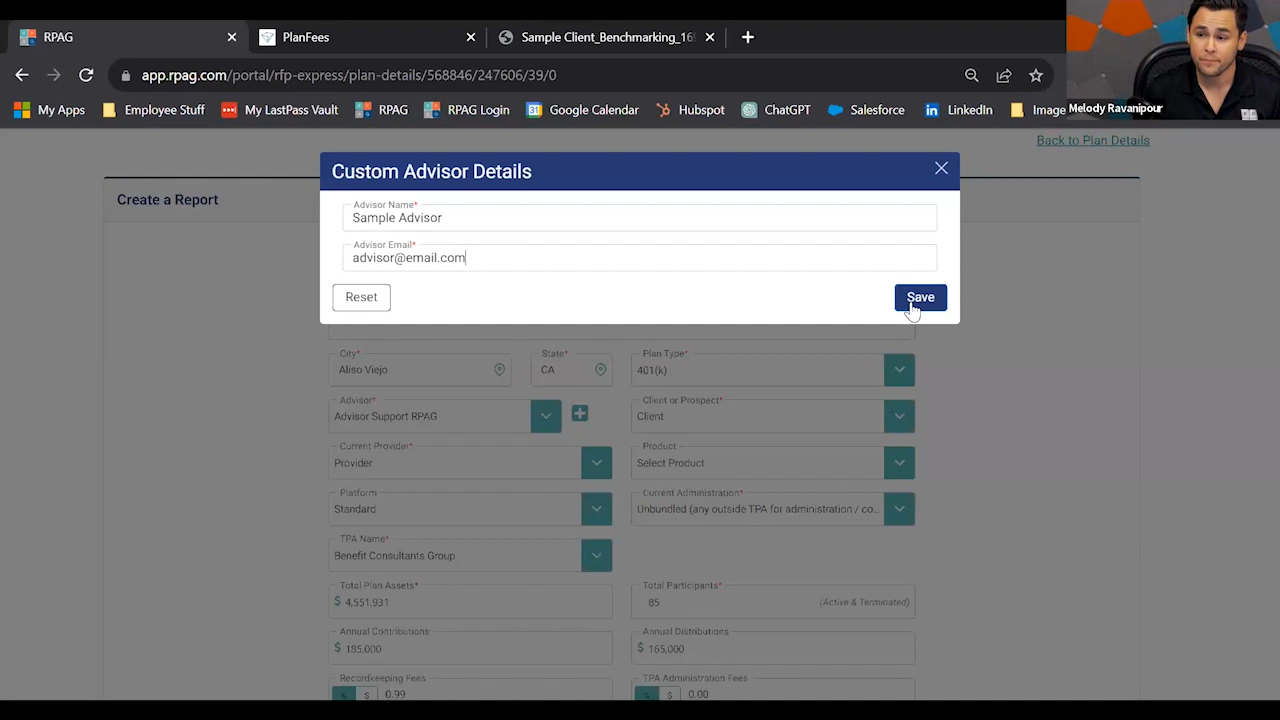 RPAG
PlanFees
Sample Client_Benchmarking_16
app.rpag.com/portal/rfp-express/plan-details/568846/247606/39/0
My Apps
Employee Stuff
My LastPass Vault
RPAG
RPAG Login
Google Calendar
Hubspot
ChatGPT
Salesforce
LinkedIn
Image
Melody Ravanipour
Back to Plan Details
Create a Report
Custom Advisor Details
Advisor Name*
Sample Advisor
Advisor Email*
advisor@email.com
Reset
Save
City*
Aliso Viejo
State*
CA
Plan Type*
401(k)
Advisor*
Advisor Support RPAG
Client or Prospect*
Client
Current Provider*
Provider
Product
Select Product
Platform
Standard
Current Administration*
Unbundled (any outside TPA for administration / co...
TPA Name*
Benefit Consultants Group
Total Plan Assets*
$ 4,551,931
Total Participants*
85
(Active & Terminated)
Annual Contributions
$ 185,000
Annual Distributions
$ 165,000
Recordkeeping Fees
% $ 0.99
TPA Administration Fees
% $ 0.00